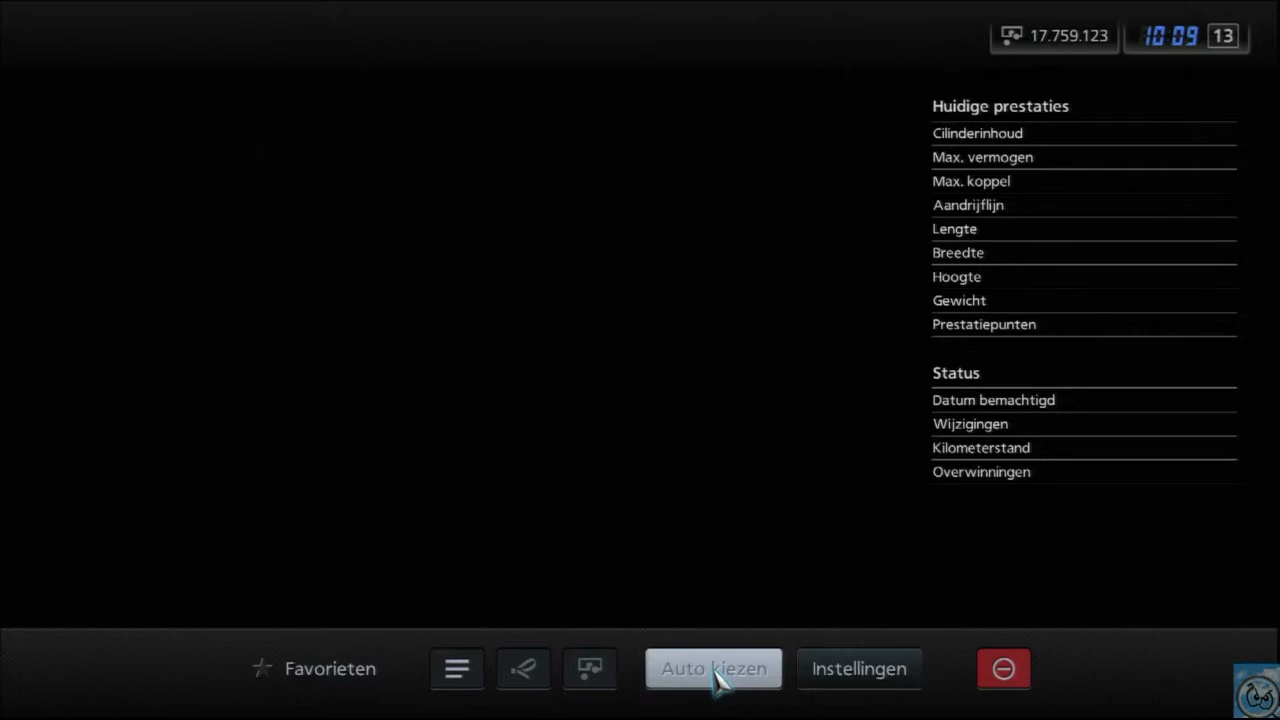 17.759.123
10:09 13
Huidige prestaties
Cilinderinhoud
Max. vermogen
Max. koppel
Aandrijflijn
Lengte
Breedte
Hoogte
Gewicht
Prestatiepunten
Status
Datum bemachtigd
Wijzigingen
Kilometerstand
Overwinningen
Favorieten
Auto kiezen
Instellingen